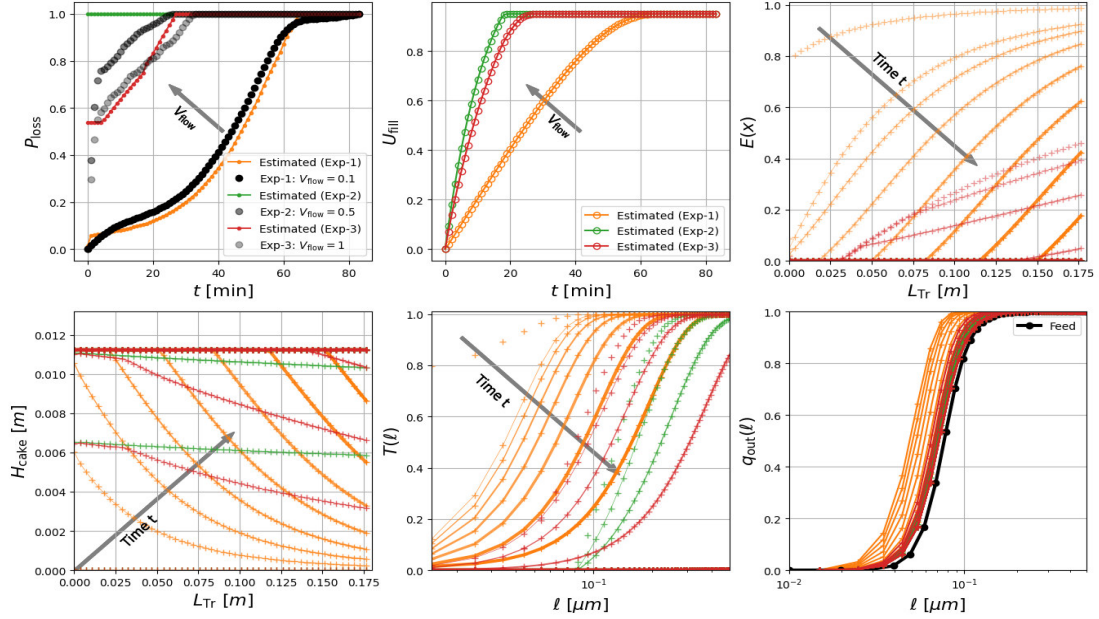 P_loss
1.0
0.8
0.6
0.4
0.2
0.0
V_flow
Estimated (Exp-1)
Exp-1: V_flow = 0.1
Estimated (Exp-2)
Exp-2: V_flow = 0.5
Estimated (Exp-3)
Exp-3: V_flow = 1
0 20 40 60 80
t [min]
U_fill
0.8
0.6
0.4
0.2
0.0
V_flow
Estimated (Exp-1)
Estimated (Exp-2)
Estimated (Exp-3)
0 20 40 60 80
t [min]
E(x)
1.0
0.8
0.6
0.4
0.2
0.0
Time t
0.000 0.025 0.050 0.075 0.100 0.125 0.150 0.175
L_Tr [m]
H_cake [m]
0.012
0.010
0.008
0.006
0.004
0.002
0.000
Time t
0.000 0.025 0.050 0.075 0.100 0.125 0.150 0.175
L_Tr [m]
T(ℓ)
1.0
0.8
0.6
0.4
0.2
0.0
Time t
10⁻¹
ℓ [μm]
q_out(ℓ)
1.0
0.8
0.6
0.4
0.2
0.0
Feed
10⁻² 10⁻¹
ℓ [μm]